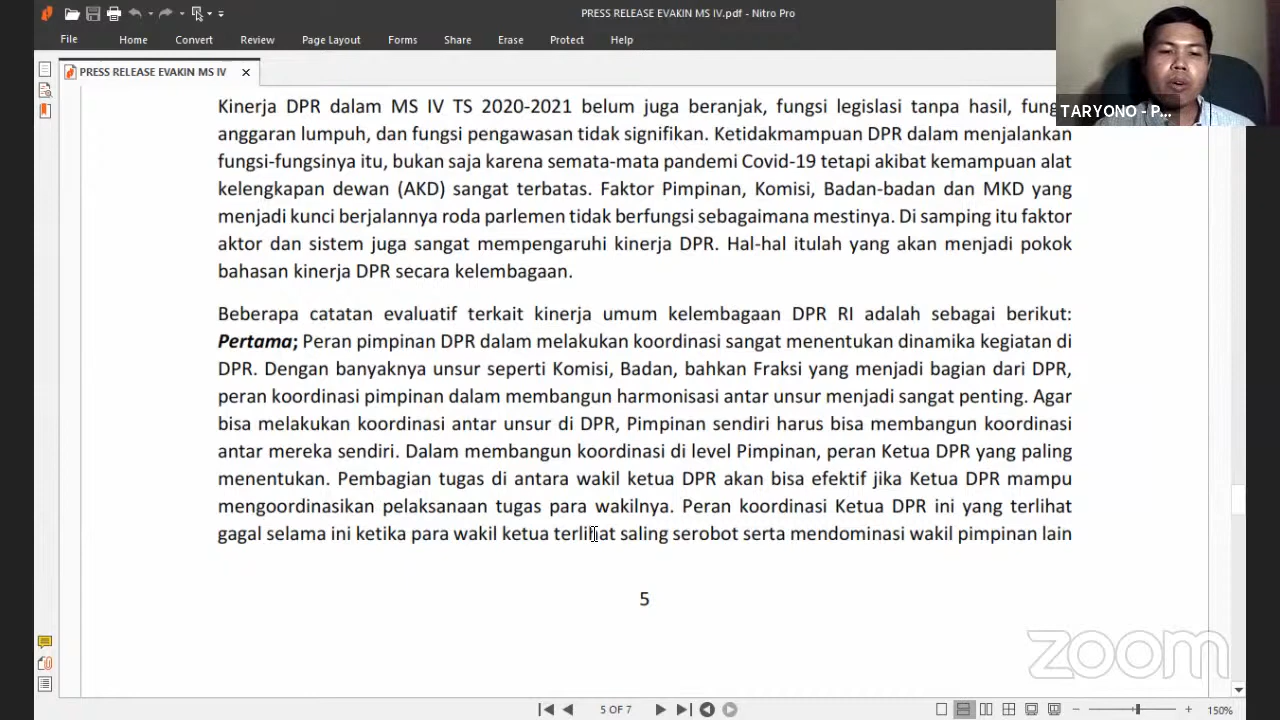 PRESS RELEASE EVAKIN MS IV.pdf - Nitro Pro
File Home Convert Review Page Layout Forms Share Erase Protect Help
PRESS RELEASE EVAKIN MS IV
TARYONO - P...
Kinerja DPR dalam MS IV TS 2020-2021 belum juga beranjak, fungsi legislasi tanpa hasil,
anggaran lumpuh, dan fungsi pengawasan tidak signifikan. Ketidakmampuan DPR dalam menjalankan
fungsi-fungsinya itu, bukan saja karena semata-mata pandemi Covid-19 tetapi akibat kemampuan alat
kelengkapan dewan (AKD) sangat terbatas. Faktor Pimpinan, Komisi, Badan-badan dan MKD yang
menjadi kunci berjalannya roda parlemen tidak berfungsi sebagaimana mestinya. Di samping itu faktor
aktor dan sistem juga sangat mempengaruhi kinerja DPR. Hal-hal itulah yang akan menjadi pokok
bahasan kinerja DPR secara kelembagaan.
Beberapa catatan evaluatif terkait kinerja umum kelembagaan DPR RI adalah sebagai berikut:
Pertama; Peran pimpinan DPR dalam melakukan koordinasi sangat menentukan dinamika kegiatan di
DPR. Dengan banyaknya unsur seperti Komisi, Badan, bahkan Fraksi yang menjadi bagian dari DPR,
peran koordinasi pimpinan dalam membangun harmonisasi antar unsur menjadi sangat penting. Agar
bisa melakukan koordinasi antar unsur di DPR, Pimpinan sendiri harus bisa membangun koordinasi
antar mereka sendiri. Dalam membangun koordinasi di level Pimpinan, peran Ketua DPR yang paling
menentukan. Pembagian tugas di antara wakil ketua DPR akan bisa efektif jika Ketua DPR mampu
mengoordinasikan pelaksanaan tugas para wakilnya. Peran koordinasi Ketua DPR ini yang terlihat
gagal selama ini ketika para wakil ketua terlihat saling serobot serta mendominasi wakil pimpinan lain
5
zoom
5 OF 7
150%